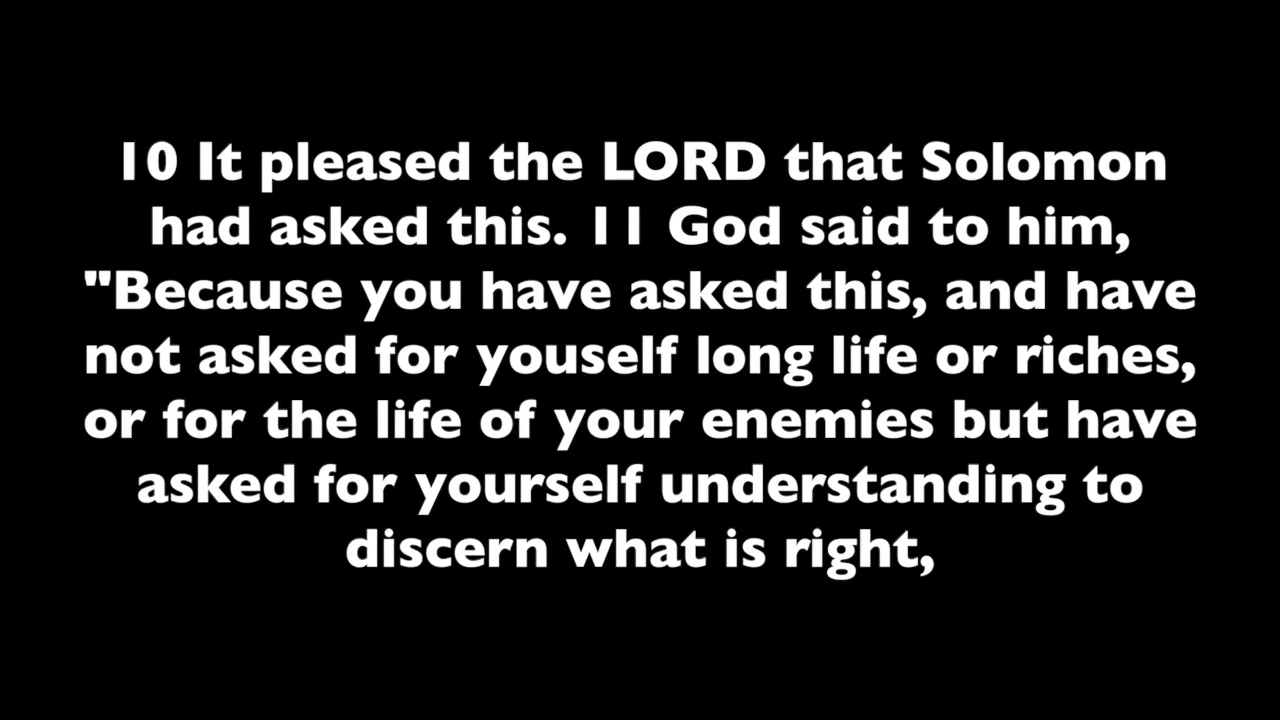 10 It pleased the LORD that Solomon
had asked this. 11 God said to him,
"Because you have asked this, and have
not asked for youself long life or riches,
or for the life of your enemies but have
asked for yourself understanding to
discern what is right,